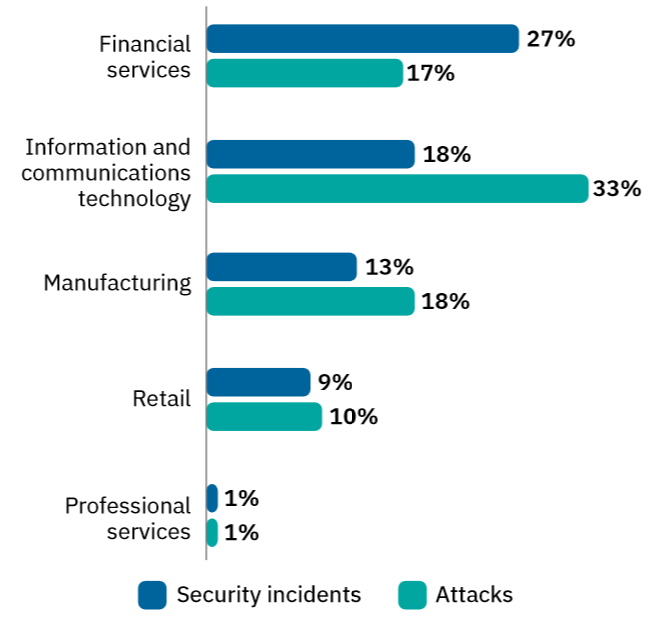 Financial
services
27%
17%
Information and
communications
technology
18%
33%
Manufacturing
13%
18%
Retail
9%
10%
Professional
services
1%
1%
Security incidents
Attacks